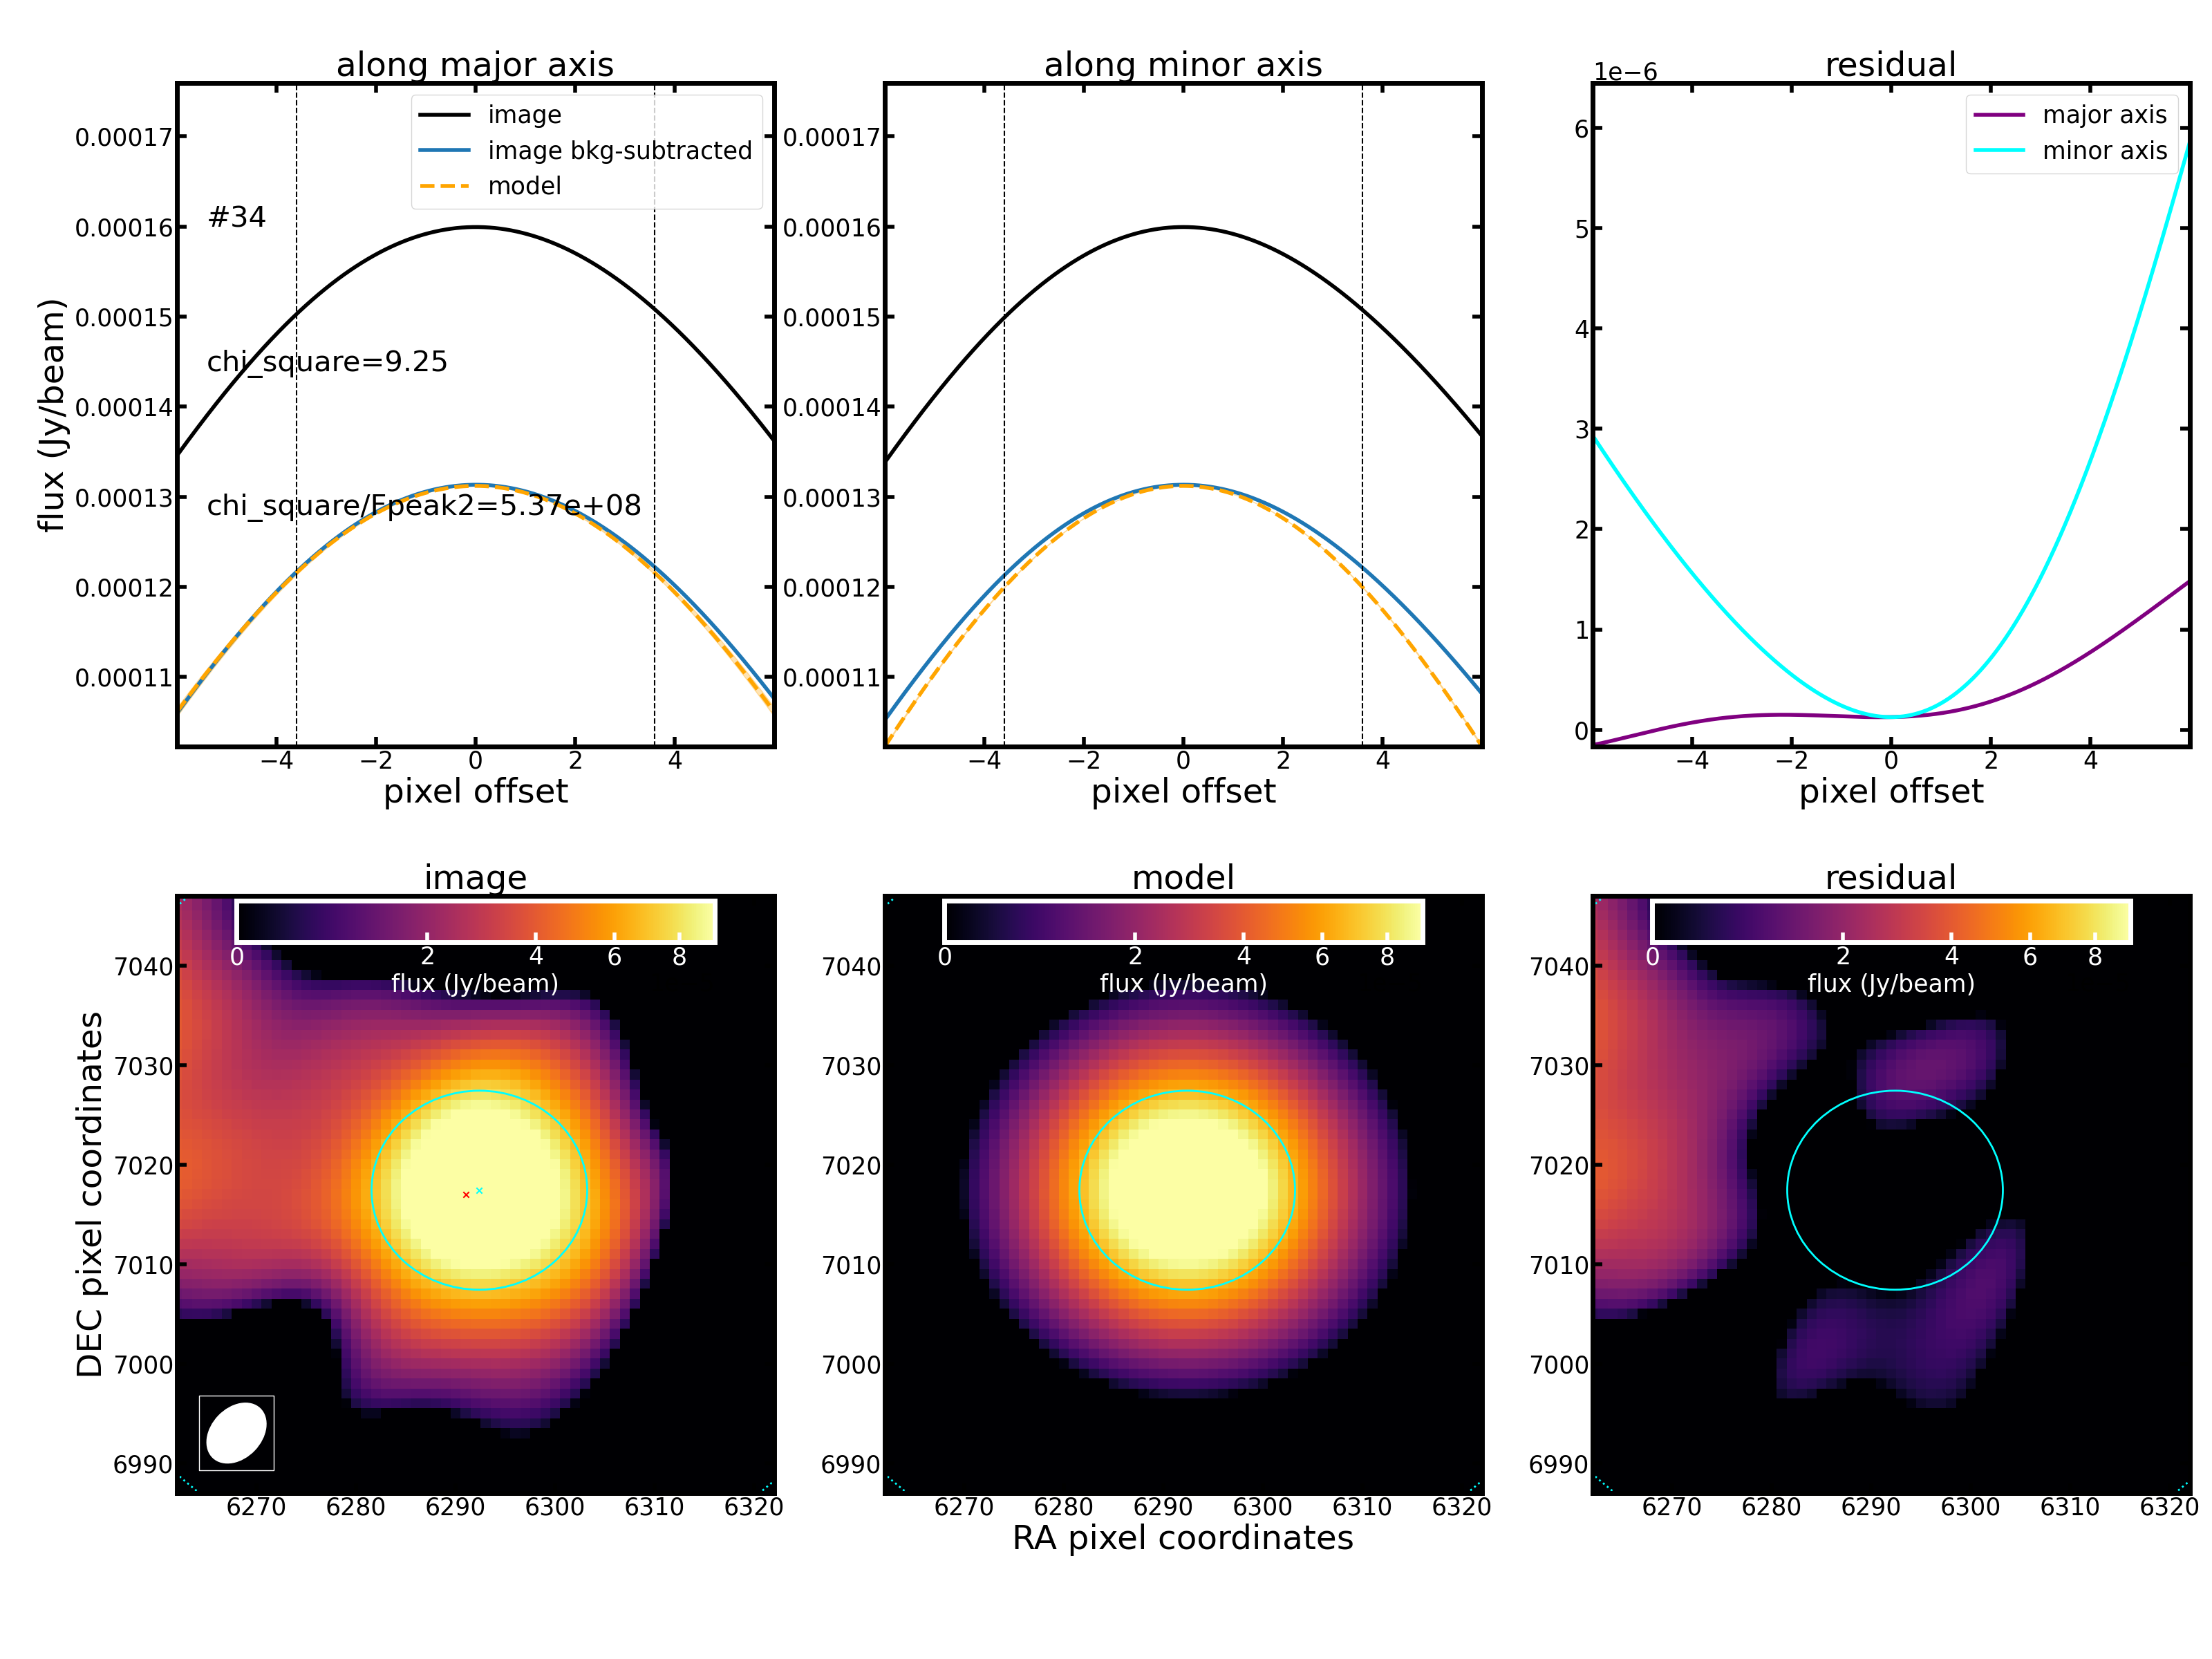 along major axis
along minor axis
residual
1e−6
image
image bkg-subtracted
model
major axis
minor axis
#34
chi_square=9.25
chi_square/Fpeak2=5.37e+08
flux (Jy/beam)
0.00017
0.00016
0.00015
0.00014
0.00013
0.00012
0.00011
−4 −2 0 2 4
pixel offset
0.00017
0.00016
0.00015
0.00014
0.00013
0.00012
0.00011
−4 −2 0 2 4
pixel offset
6
5
4
3
2
1
0
−4 −2 0 2 4
pixel offset
image
model
residual
0 2 4 6 8
flux (Jy/beam)
0 2 4 6 8
flux (Jy/beam)
0 2 4 6 8
flux (Jy/beam)
DEC pixel coordinates
7040
7030
7020
7010
7000
6990
6270 6280 6290 6300 6310 6320
7040
7030
7020
7010
7000
6990
6270 6280 6290 6300 6310 6320
7040
7030
7020
7010
7000
6990
6270 6280 6290 6300 6310 6320
RA pixel coordinates